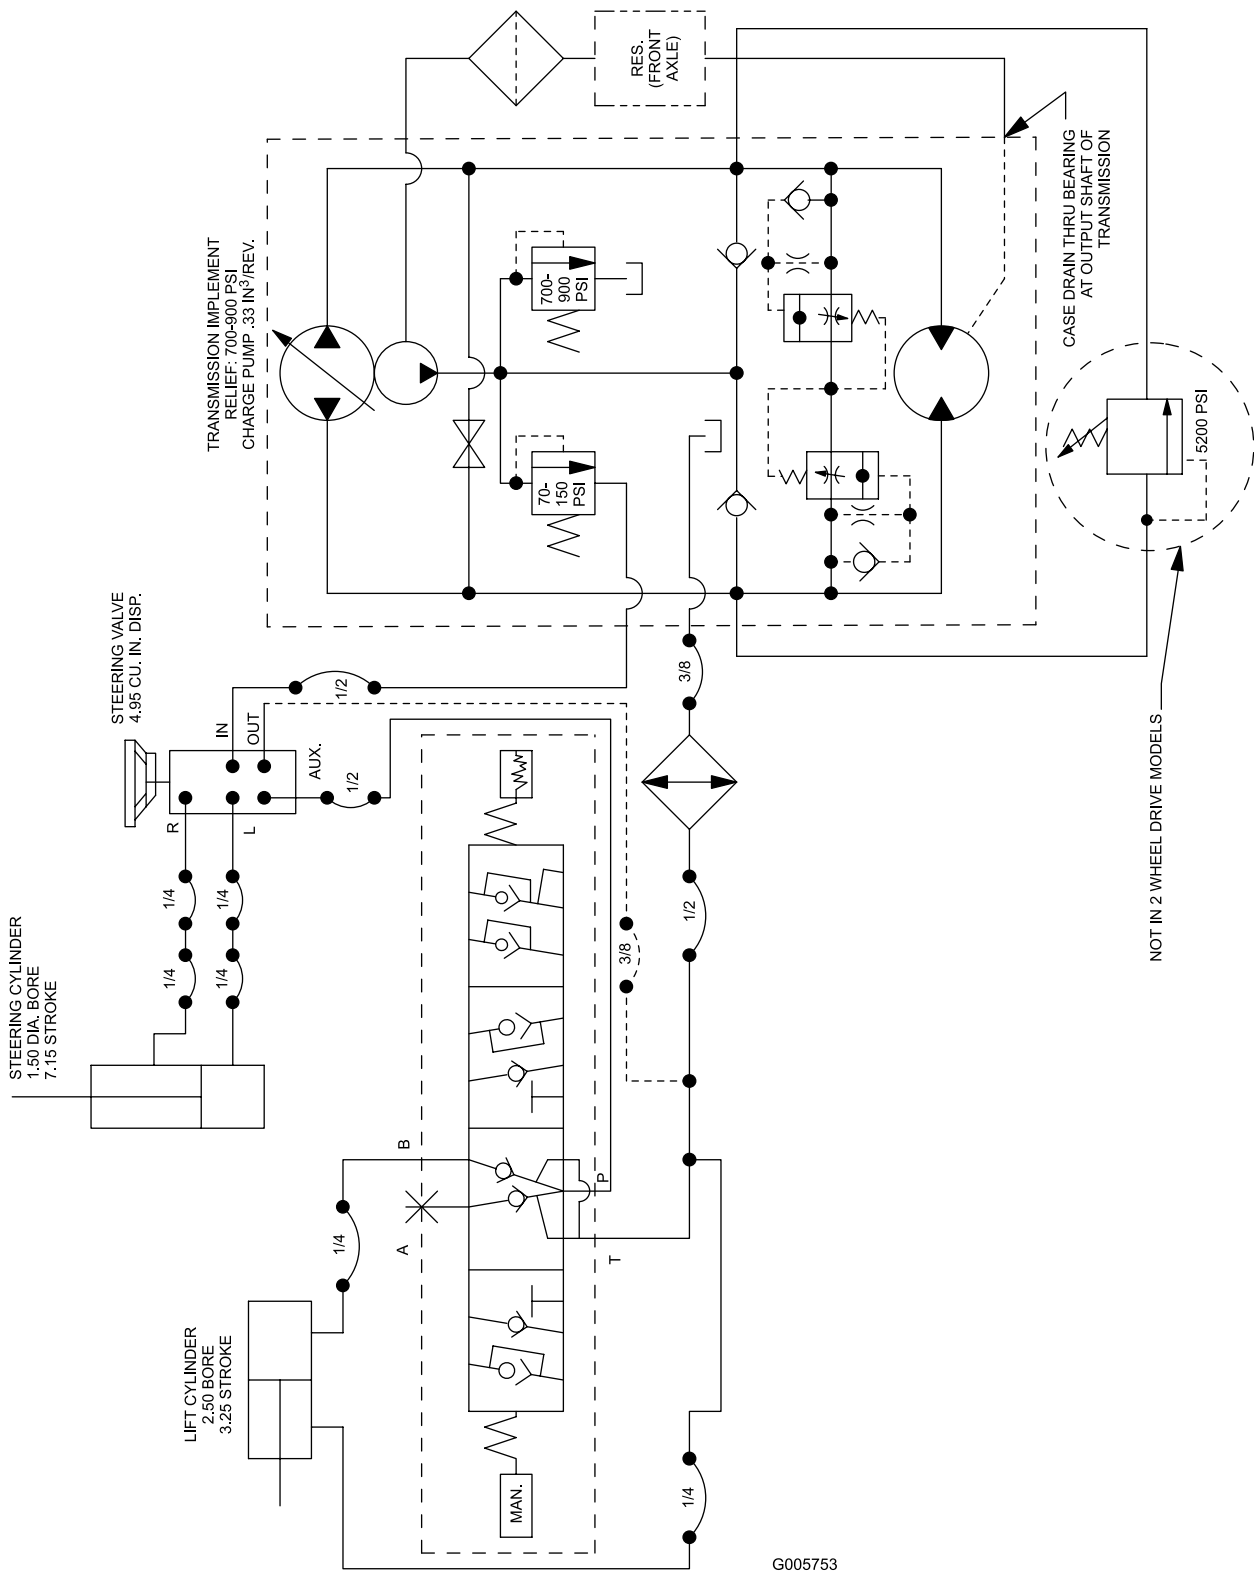 STEERING CYLINDER
1.50 DIA. BORE
7.15 STROKE
STEERING VALVE
4.95 CU. IN. DISP.
TRANSMISSION IMPLEMENT
RELIEF: 700-900 PSI
CHARGE PUMP .33 IN³/REV.
RES.
(FRONT
AXLE)
CASE DRAIN THRU BEARING
AT OUTPUT SHAFT OF
TRANSMISSION
700-
900
PSI
70-
150
PSI
5200 PSI
NOT IN 2 WHEEL DRIVE MODELS
R
L
IN
OUT
AUX.
1/4
1/4
1/4
1/4
1/2
1/2
3/8
3/8
1/2
LIFT CYLINDER
2.50 BORE
3.25 STROKE
1/4
A
B
T
P
MAN.
1/4
G005753